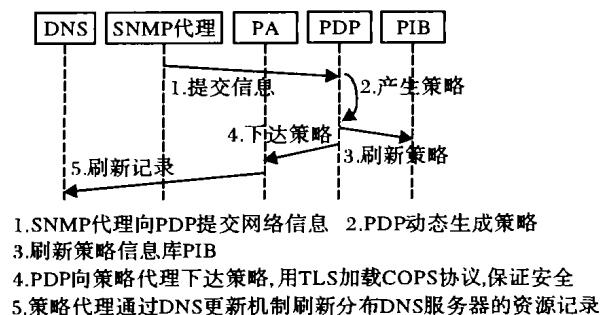 DNS SNMP代理 PA PDP PIB
1.提交信息 2.产生策略
4.下达策略
3.刷新策略
5.刷新记录
1.SNMP代理向PDP提交网络信息 2.PDP动态生成策略
3.刷新策略信息库PIB
4.PDP向策略代理下达策略,用TLS加载COPS协议,保证安全
5.策略代理通过DNS更新机制刷新分布DNS服务器的资源记录